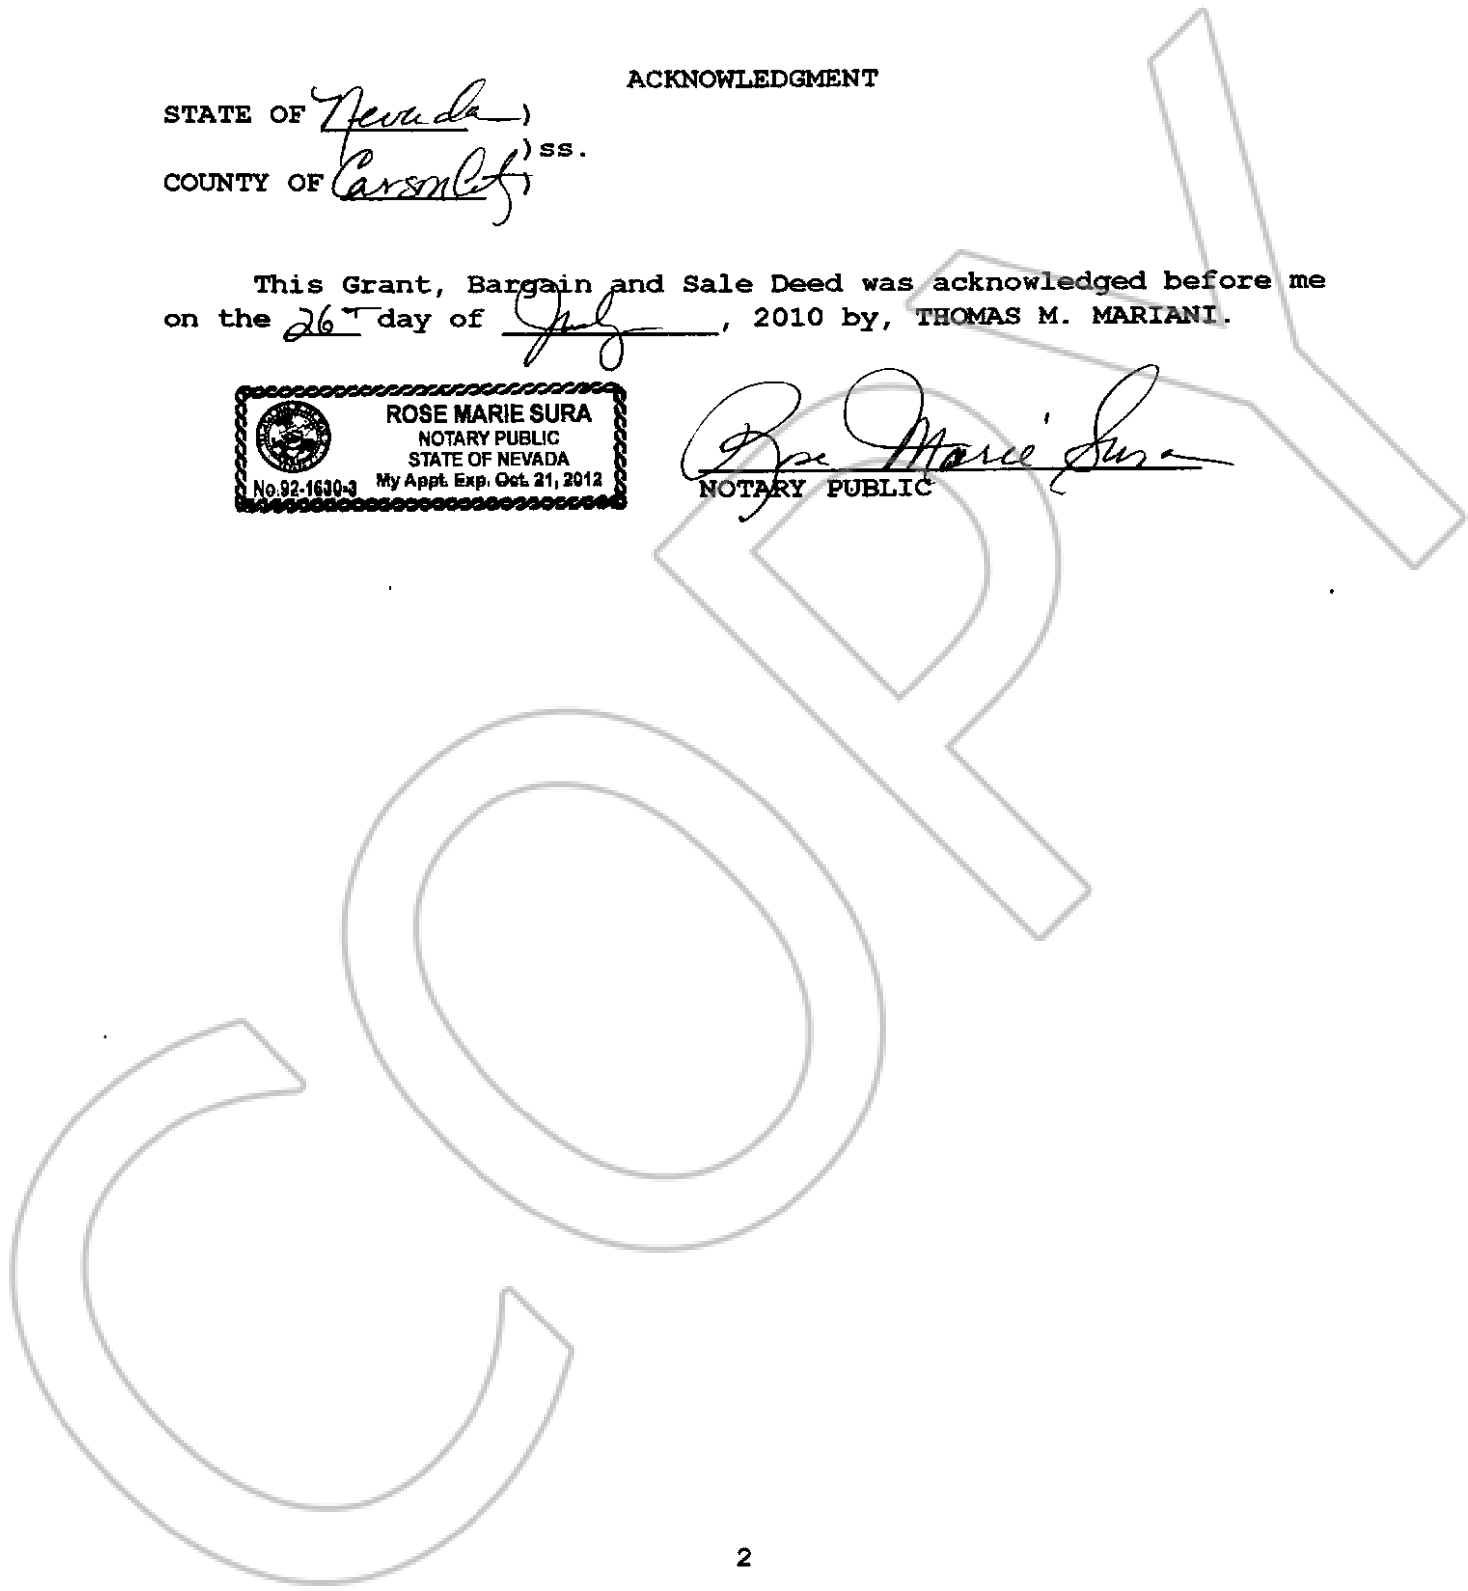 ACKNOWLEDGMENT
STATE OF Nevada )
)ss.
COUNTY OF Carson City )
This Grant, Bargain and Sale Deed was acknowledged before me
on the 26th day of July, 2010 by, THOMAS M. MARIANI.
ROSE MARIE SURA
NOTARY PUBLIC
STATE OF NEVADA
No.92-1630-3 My Appt. Exp. Oct. 21, 2012
Rose Marie Sura
NOTARY PUBLIC
COPY
2